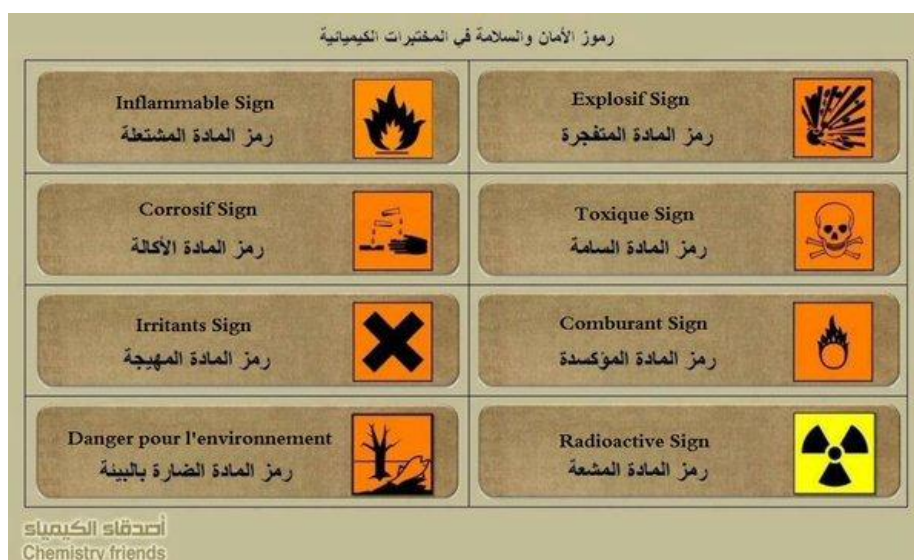 رموز الأمان والسلامة في المختبرات الكيميائية
Explosif Sign
رمز المادة المتفجرة
Inflammable Sign
رمز المادة المشتعلة
Toxique Sign
رمز المادة السامة
Corrosif Sign
رمز المادة الأكالة
Comburant Sign
رمز المادة المؤكسدة
Irritants Sign
رمز المادة المهيجة
Radioactive Sign
رمز المادة المشعة
Danger pour l'environnement
رمز المادة الضارة بالبيئة
أصدقاء الكيمياء
Chemistry.friends